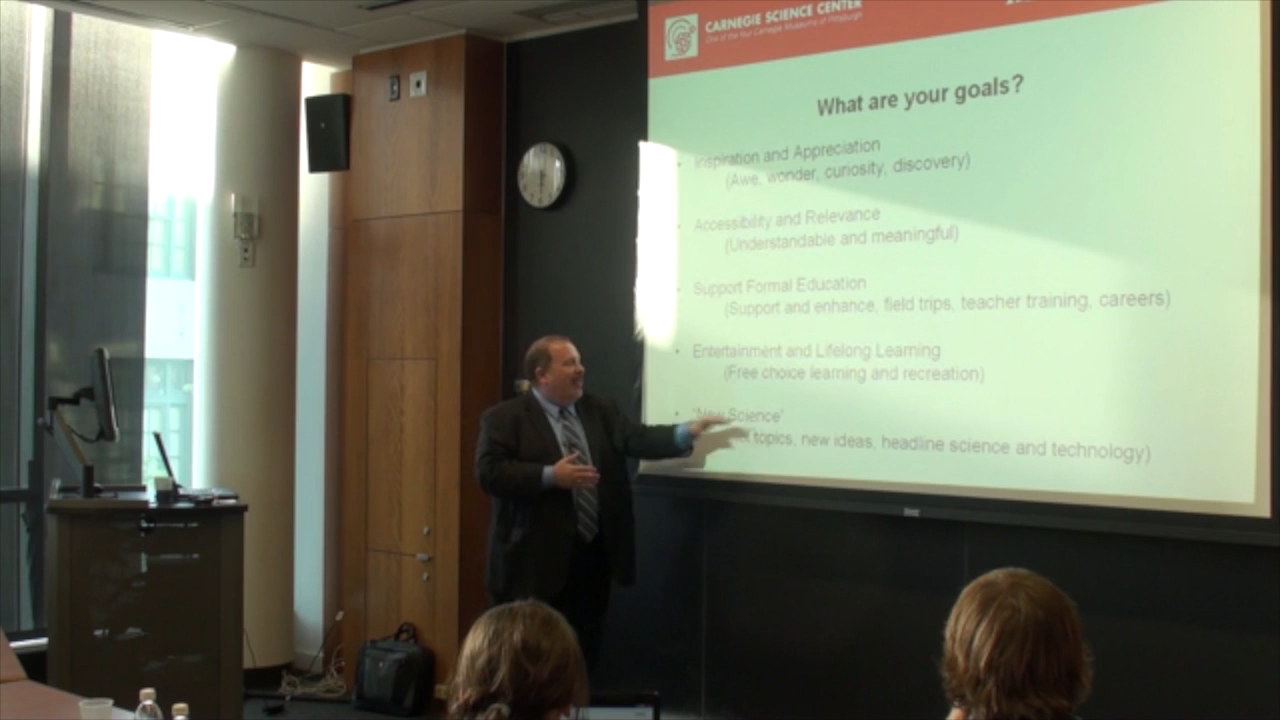 CARNEGIE SCIENCE CENTER
One of the four Carnegie Museums of Pittsburgh
What are your goals?
• Inspiration and Appreciation
(Awe, wonder, curiosity, discovery)
• Accessibility and Relevance
(Understandable and meaningful)
• Support Formal Education
(Support and enhance, field trips, teacher training, careers)
• Entertainment and Lifelong Learning
(Free choice learning and recreation)
• "New Science"
topics, new ideas, headline science and technology)